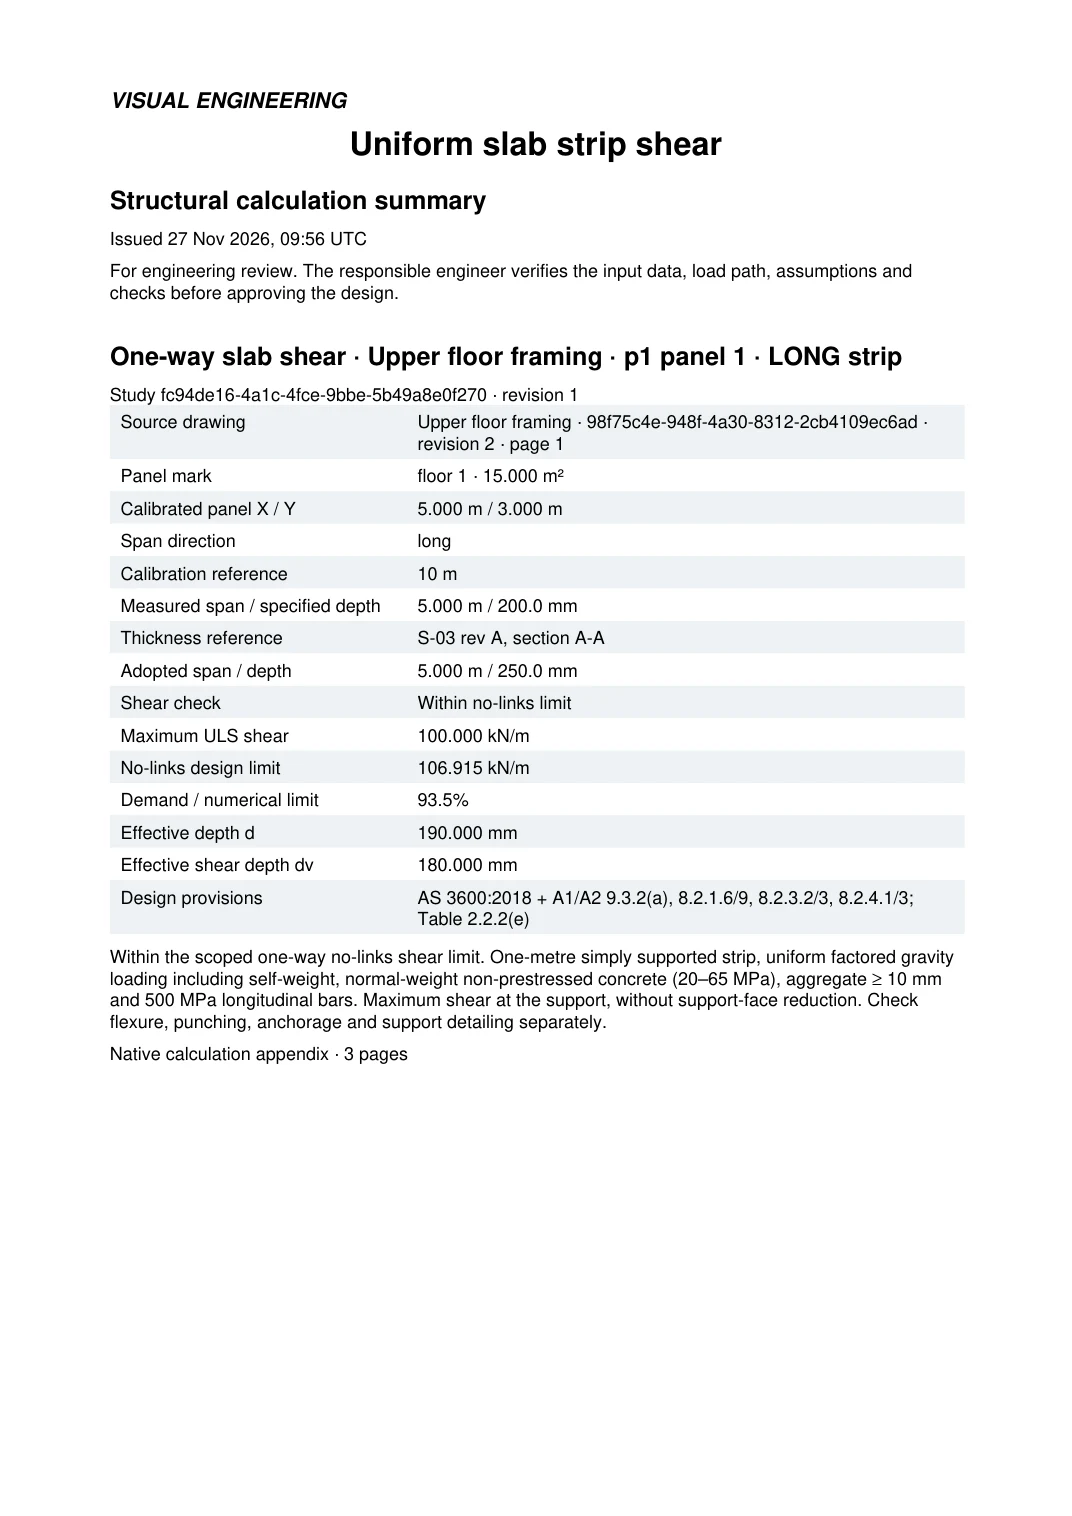 VISUAL ENGINEERING
Uniform slab strip shear
Structural calculation summary
Issued 27 Nov 2026, 09:56 UTC
For engineering review. The responsible engineer verifies the input data, load path, assumptions and
checks before approving the design.
One-way slab shear · Upper floor framing · p1 panel 1 · LONG strip
Study fc94de16-4a1c-4fce-9bbe-5b49a8e0f270 · revision 1
Source drawing Upper floor framing · 98f75c4e-948f-4a30-8312-2cb4109ec6ad ·
revision 2 · page 1
Panel mark floor 1 · 15.000 m²
Calibrated panel X / Y 5.000 m / 3.000 m
Span direction long
Calibration reference 10 m
Measured span / specified depth 5.000 m / 200.0 mm
Thickness reference S-03 rev A, section A-A
Adopted span / depth 5.000 m / 250.0 mm
Shear check Within no-links limit
Maximum ULS shear 100.000 kN/m
No-links design limit 106.915 kN/m
Demand / numerical limit 93.5%
Effective depth d 190.000 mm
Effective shear depth dv 180.000 mm
Design provisions AS 3600:2018 + A1/A2 9.3.2(a), 8.2.1.6/9, 8.2.3.2/3, 8.2.4.1/3;
Table 2.2.2(e)
Within the scoped one-way no-links shear limit. One-metre simply supported strip, uniform factored gravity
loading including self-weight, normal-weight non-prestressed concrete (20–65 MPa), aggregate ≥ 10 mm
and 500 MPa longitudinal bars. Maximum shear at the support, without support-face reduction. Check
flexure, punching, anchorage and support detailing separately.
Native calculation appendix · 3 pages